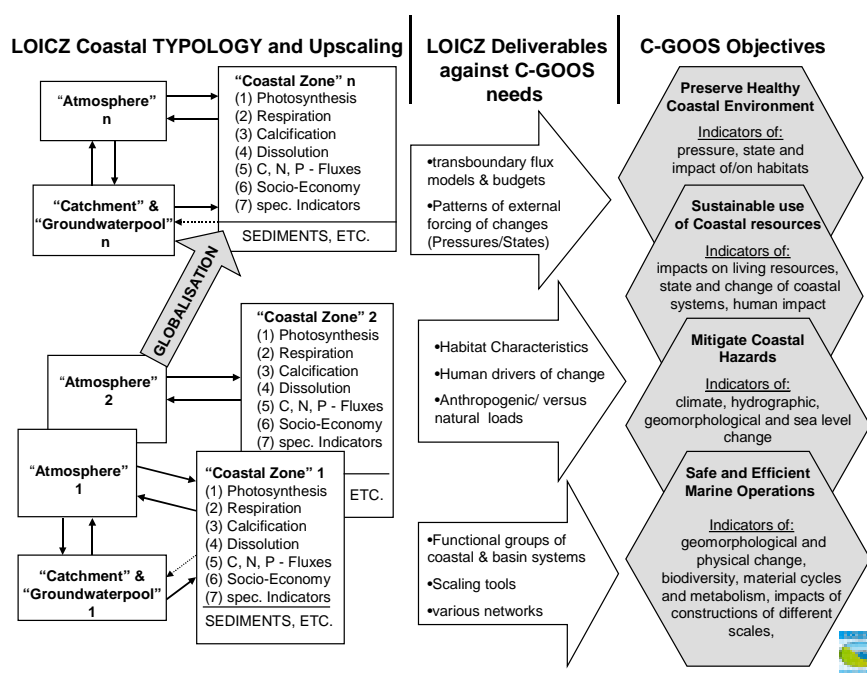 LOICZ Coastal TYPOLOGY and Upscaling
“Atmosphere”
n
“Catchment” &
“Groundwaterpool”
n
“Coastal Zone” n
(1) Photosynthesis
(2) Respiration
(3) Calcification
(4) Dissolution
(5) C, N, P - Fluxes
(6) Socio-Economy
(7) spec. Indicators
SEDIMENTS, ETC.
GLOBALISATION
“Atmosphere”
2
“Coastal Zone” 2
(1) Photosynthesis
(2) Respiration
(3) Calcification
(4) Dissolution
(5) C, N, P - Fluxes
(6) Socio-Economy
(7) spec. Indicators
ETC.
“Atmosphere”
1
“Catchment” &
“Groundwaterpool”
1
“Coastal Zone” 1
(1) Photosynthesis
(2) Respiration
(3) Calcification
(4) Dissolution
(5) C, N, P - Fluxes
(6) Socio-Economy
(7) spec. Indicators
SEDIMENTS, ETC.
LOICZ Deliverables
against C-GOOS
needs
•transboundary flux
models & budgets
•Patterns of external
forcing of changes
(Pressures/States)
•Habitat Characteristics
•Human drivers of change
•Anthropogenic/ versus
natural loads
•Functional groups of
coastal & basin systems
•Scaling tools
•various networks
C-GOOS Objectives
Preserve Healthy
Coastal Environment
Indicators of:
pressure, state and
impact of/on habitats
Sustainable use
of Coastal resources
Indicators of:
impacts on living resources,
state and change of coastal
systems, human impact
Mitigate Coastal
Hazards
Indicators of:
climate, hydrographic,
geomorphological and sea level
change
Safe and Efficient
Marine Operations
Indicators of:
geomorphological and
physical change,
biodiversity, material cycles
and metabolism, impacts of
constructions of different
scales,